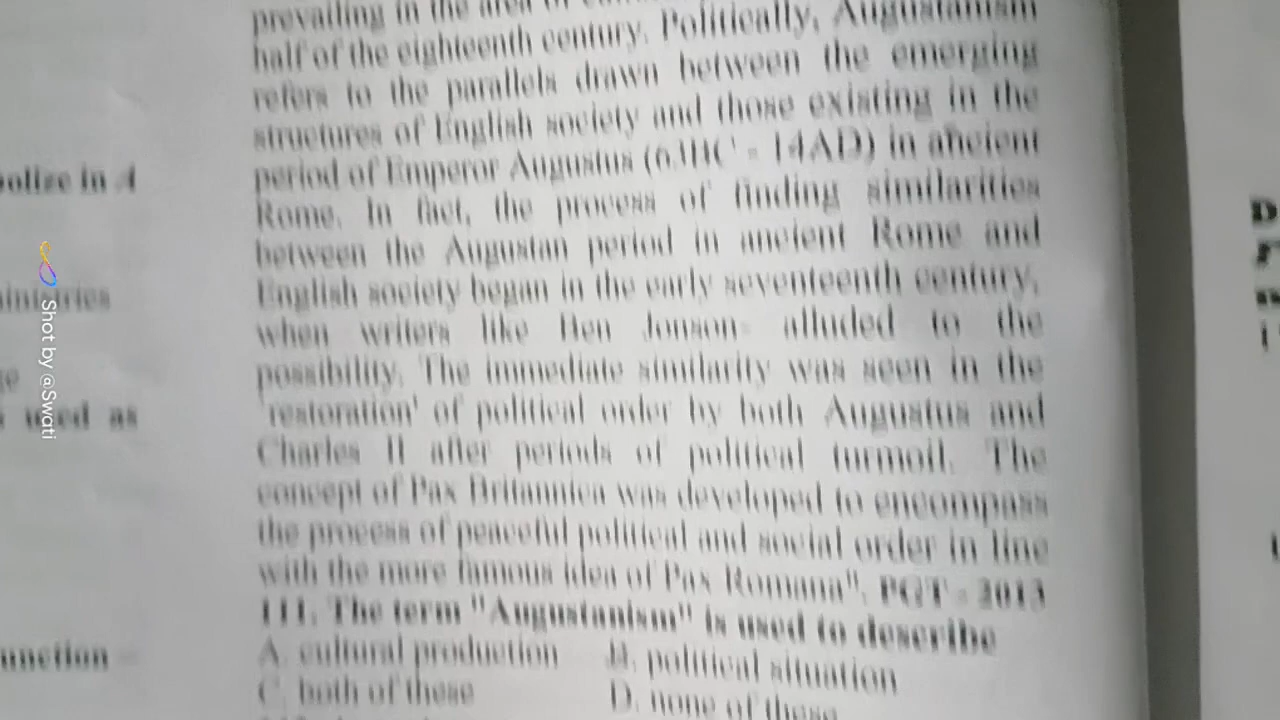 prevailing in the area
half of the eighteenth century. Politically, Augustanism
refers to the parallels drawn between the emerging
structures of English society and those existing in the
period of Emperor Augustus (63BC - 14AD) in ancient
Rome. In fact, the process of finding similarities
between the Augustan period in ancient Rome and
English society began in the early seventeenth century,
when writers like Ben Jonson alluded to the
possibility. The immediate similarity was seen in the
'restoration' of political order by both Augustus and
Charles II after periods of political turmoil. The
concept of Pax Britannica was developed to encompass
the process of peaceful political and social order in line
with the more famous idea of Pax Romana". PGT - 2013
111. The term "Augustanism" is used to describe
A. cultural production B. political situation
C. both of these D. none of these
in A
used as
Shot by @Swati